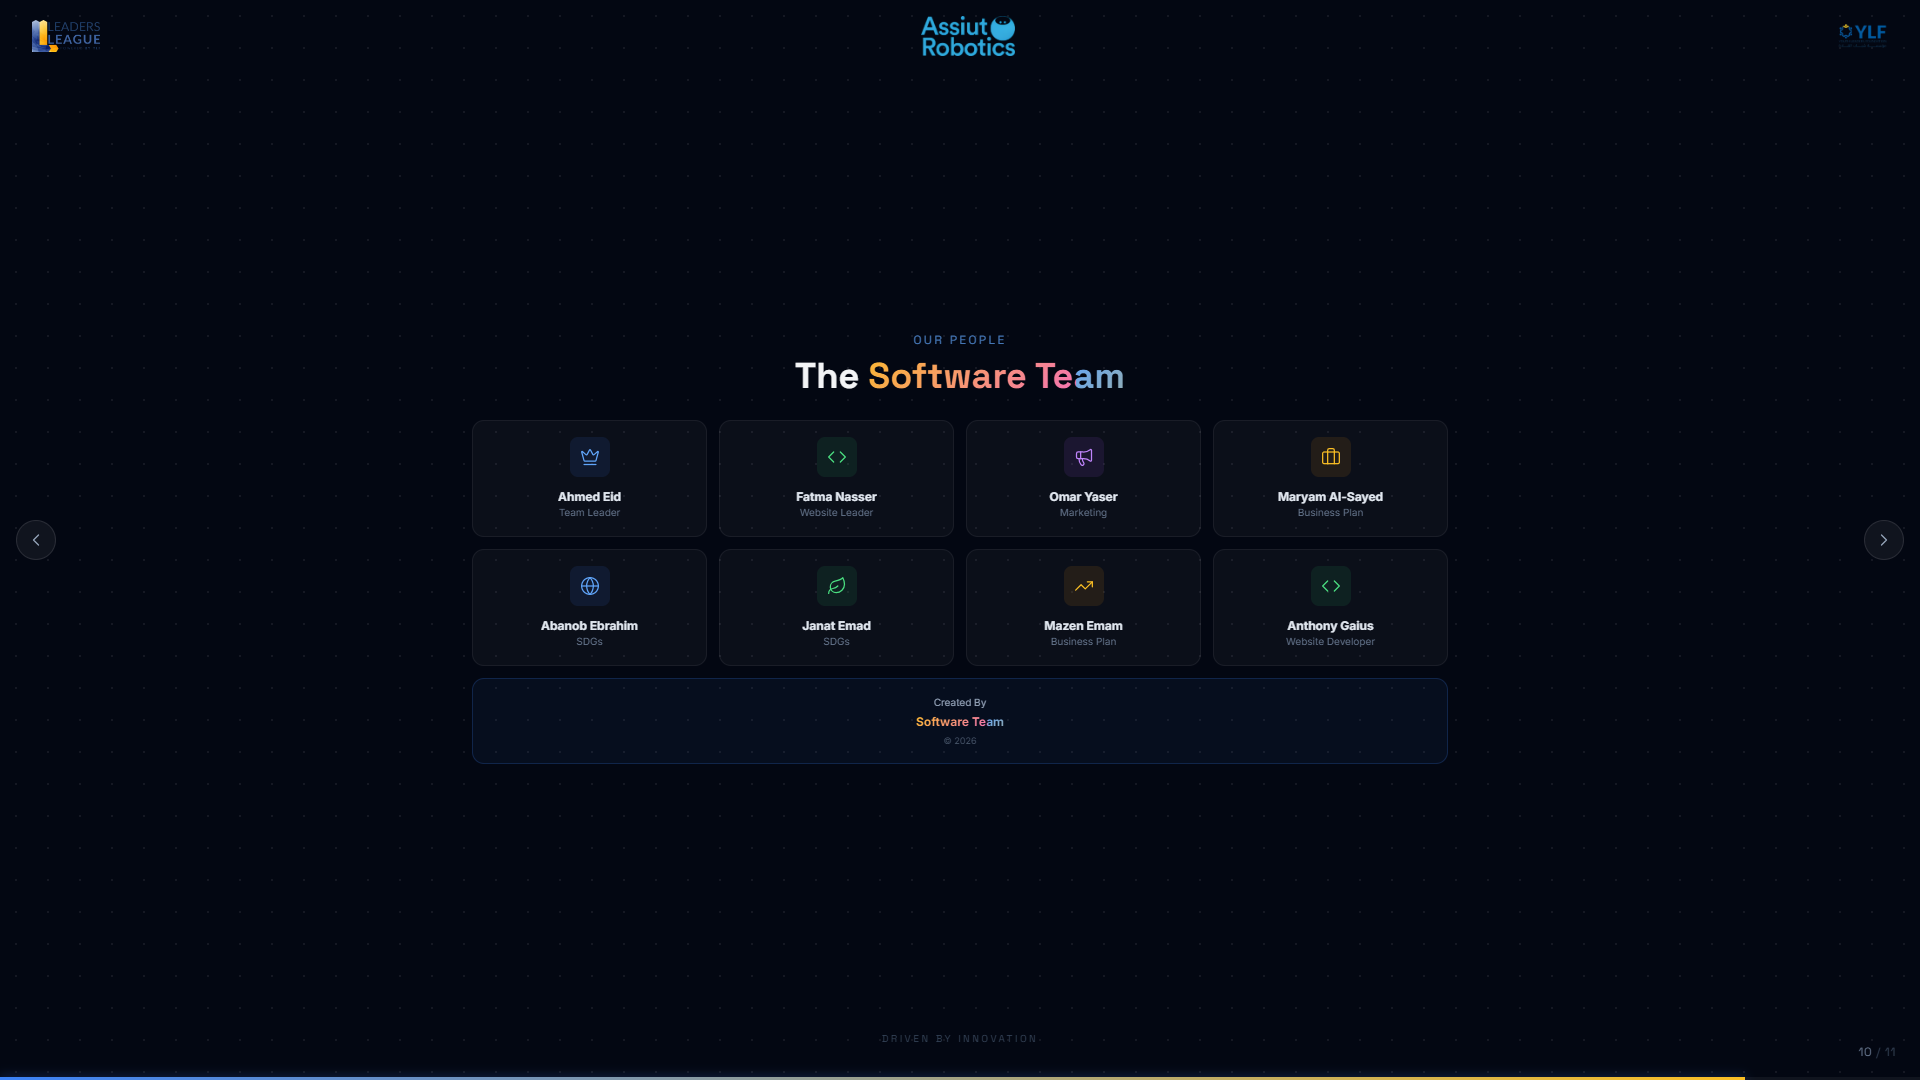 LEADERS
LEAGUE
Assiut
Robotics
YLF
OUR PEOPLE
The Software Team
Ahmed Eid
Team Leader
Fatma Nasser
Website Leader
Omar Yaser
Marketing
Maryam Al-Sayed
Business Plan
Abanob Ebrahim
SDGs
Janat Emad
SDGs
Mazen Emam
Business Plan
Anthony Gaius
Website Developer
Created By
Software Team
© 2026
DRIVEN BY INNOVATION
10 / 11